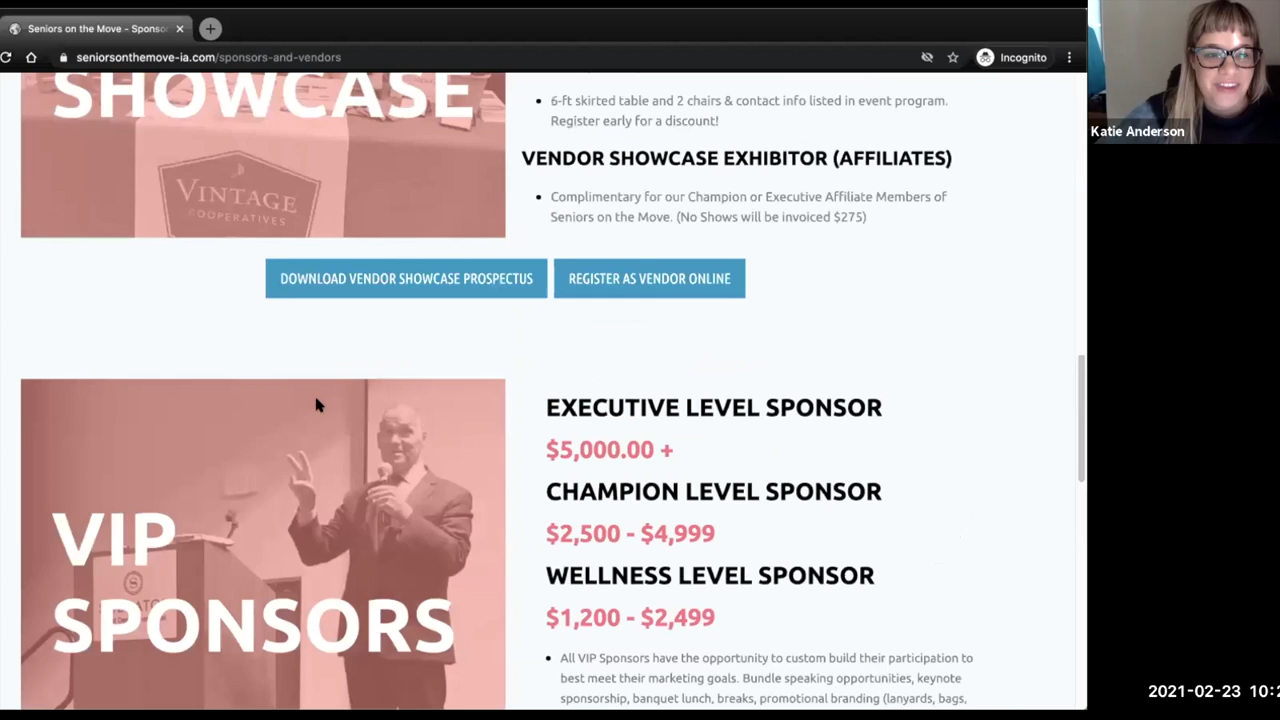 Seniors on the Move - Sponso
seniorsonthemove-ia.com/sponsors-and-vendors
Incognito
Katie Anderson
SHOWCASE
VINTAGE
COOPERATIVES
6-ft skirted table and 2 chairs & contact info listed in event program.
Register early for a discount!
VENDOR SHOWCASE EXHIBITOR (AFFILIATES)
Complimentary for our Champion or Executive Affiliate Members of
Seniors on the Move. (No Shows will be invoiced $275)
DOWNLOAD VENDOR SHOWCASE PROSPECTUS
REGISTER AS VENDOR ONLINE
VIP
SPONSORS
EXECUTIVE LEVEL SPONSOR
$5,000.00 +
CHAMPION LEVEL SPONSOR
$2,500 - $4,999
WELLNESS LEVEL SPONSOR
$1,200 - $2,499
All VIP Sponsors have the opportunity to custom build their participation to
best meet their marketing goals. Bundle speaking opportunities, keynote
sponsorship, banquet lunch, breaks, promotional branding (lanyards, bags,
2021-02-23 10:2